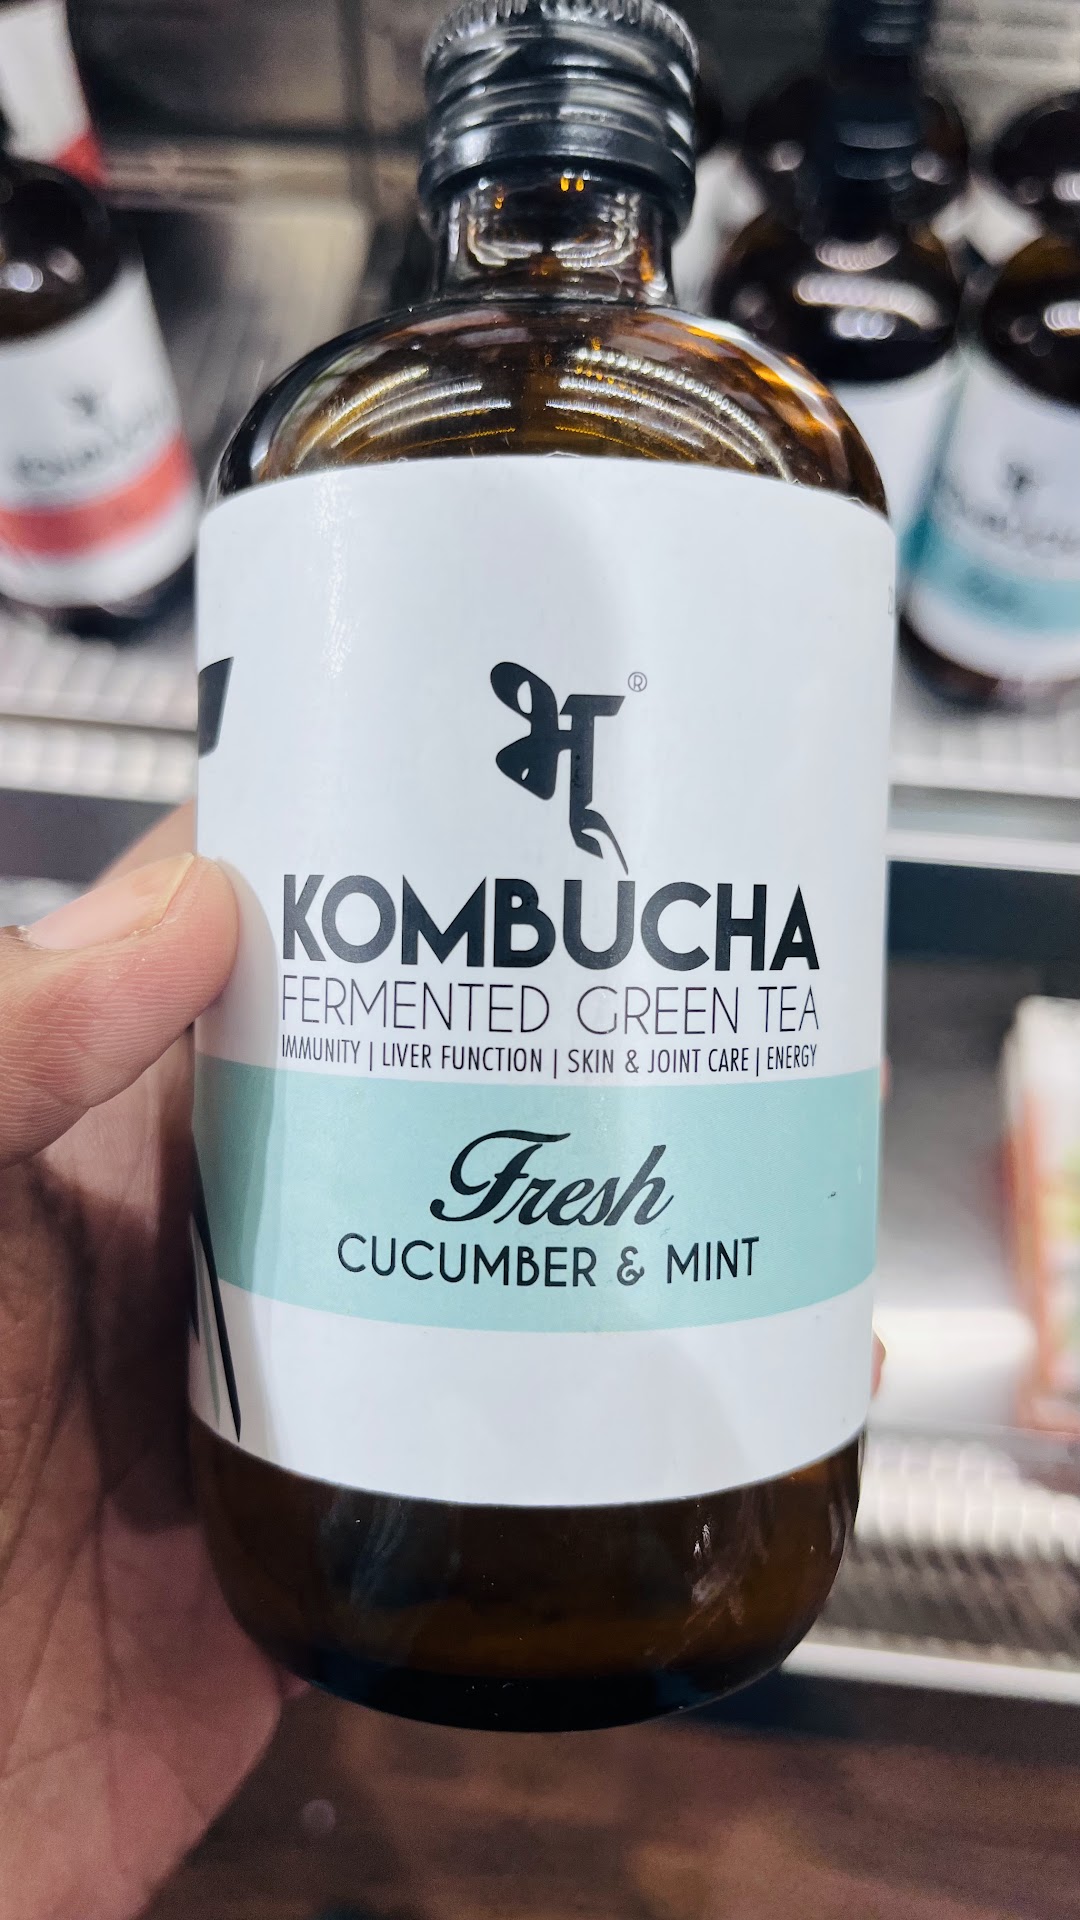 भू®
KOMBUCHA
FERMENTED GREEN TEA
IMMUNITY | LIVER FUNCTION | SKIN & JOINT CARE | ENERGY
Fresh
CUCUMBER & MINT